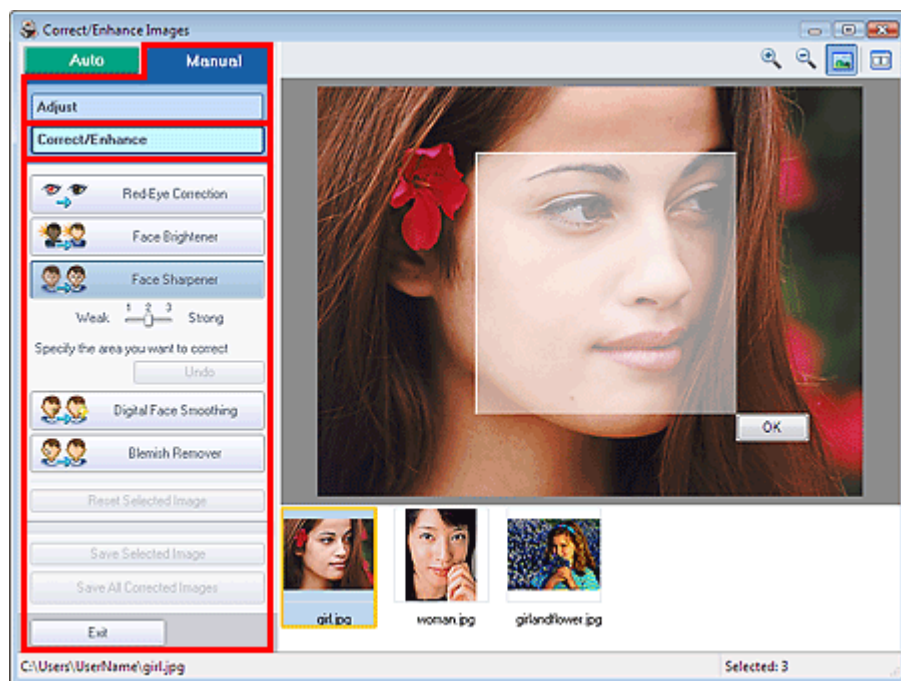 Correct/Enhance Images
Auto Manual
Adjust
Correct/Enhance
Red-Eye Correction
Face Brightener
Face Sharpener
1 2 3
Weak Strong
Specify the area you want to correct
Undo
Digital Face Smoothing
Blemish Remover
Reset Selected Image
Save Selected Image
Save All Corrected Images
Exit
OK
girl.jpg woman.jpg girlandflower.jpg
C:\Users\UserName\girl.jpg Selected: 3